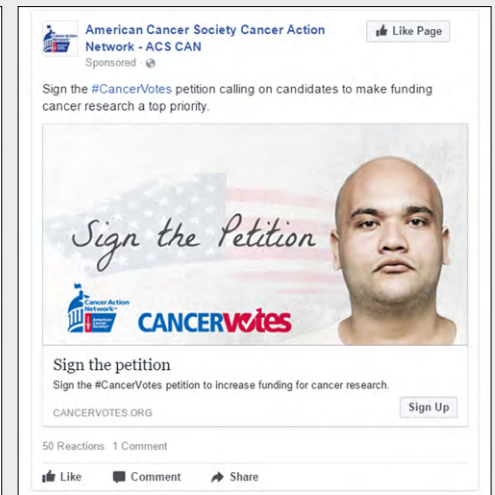 American Cancer Society Cancer Action
Network - ACS CAN
Like Page
Sponsored ·
Sign the #CancerVotes petition calling on candidates to make funding
cancer research a top priority.
Sign the Petition
Cancer Action
Network℠
American
Cancer
Society
CANCERVOTES
Sign the petition
Sign the #CancerVotes petition to increase funding for cancer research.
CANCERVOTES.ORG
Sign Up
50 Reactions 1 Comment
Like Comment Share